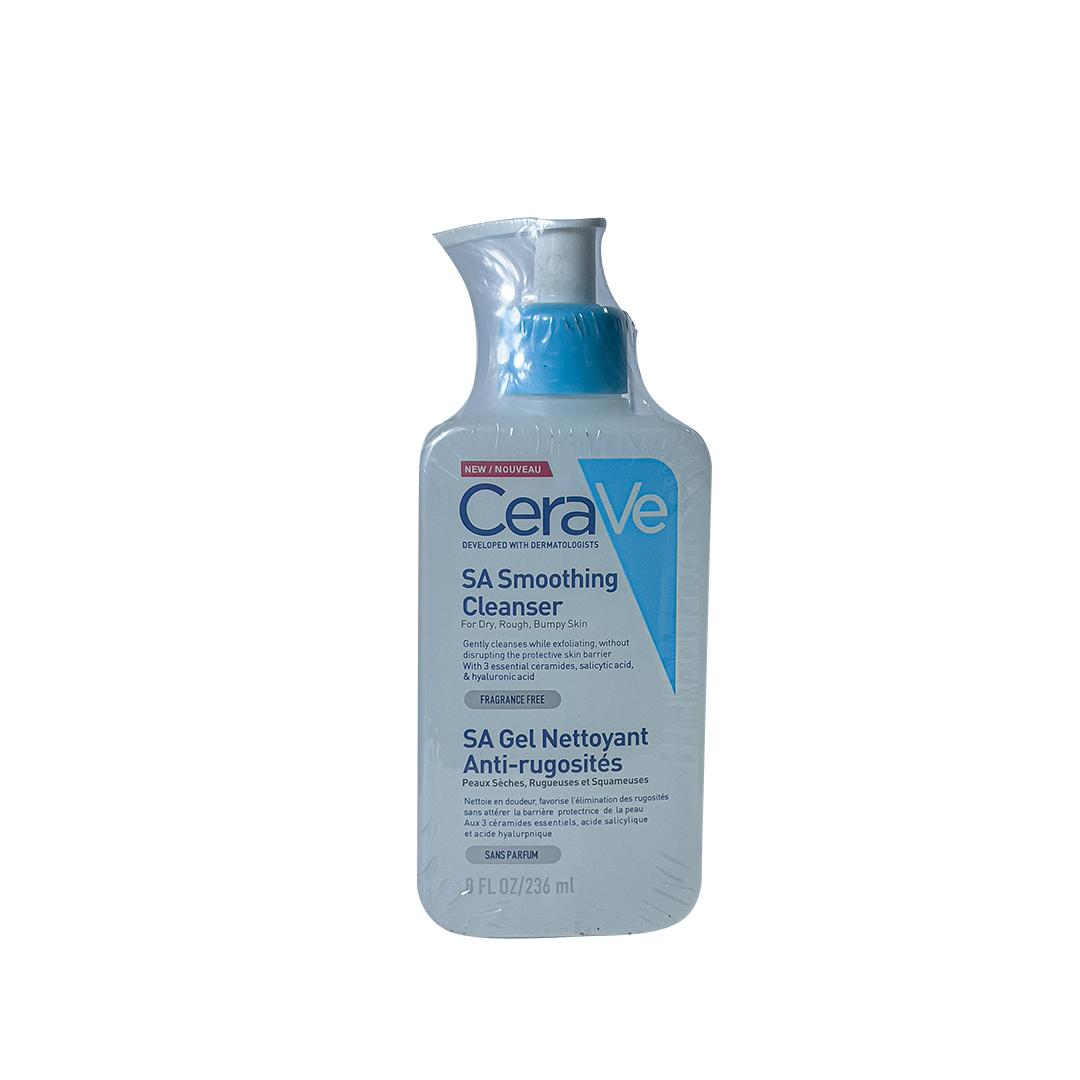 NEW / NOUVEAU
CeraVe
DEVELOPED WITH DERMATOLOGISTS
SA Smoothing
Cleanser
For Dry, Rough, Bumpy Skin
Gently cleanses while exfoliating, without
disrupting the protective skin barrier
With 3 essential ceramides, salicytic acid,
& hyaluronic acid
FRAGRANCE FREE
SA Gel Nettoyant
Anti-rugosités
Peaux Sèches, Rugueuses et Squameuses
Nettoie en doudeur, favorise l'élimination des rugosités
sans attérer la barrière protectrice de la peau
Aux 3 céramides essentiels, acide salicylique
et acide hyalurpnique
SANS PARFUM
8 FL OZ/236 ml